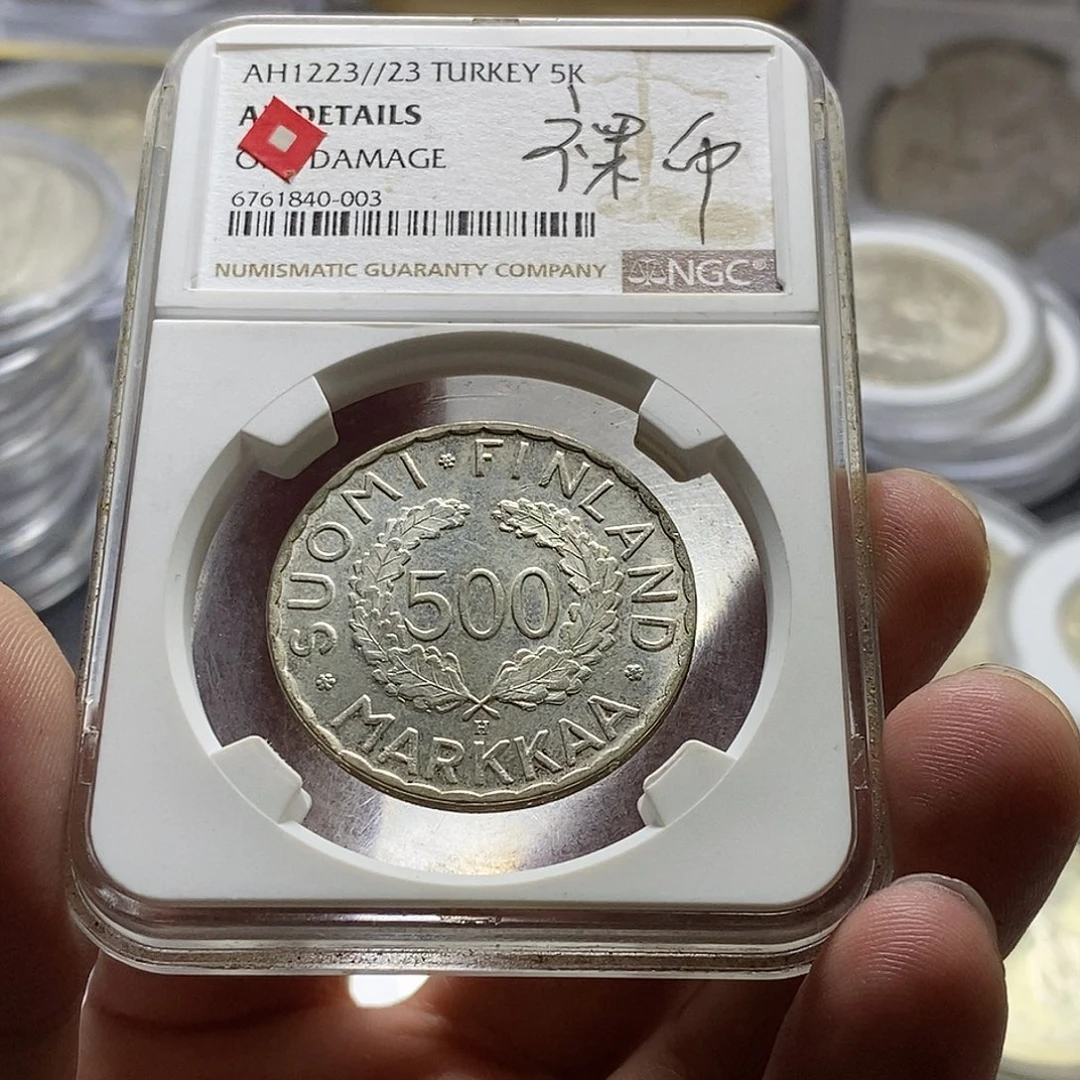 AH1223//23 TURKEY 5K
DETAILS
DAMAGE
裸币
6761840-003
NUMISMATIC GUARANTY COMPANY
NGC®
SUOMI * FINLAND
500
H
* MARKKAA *